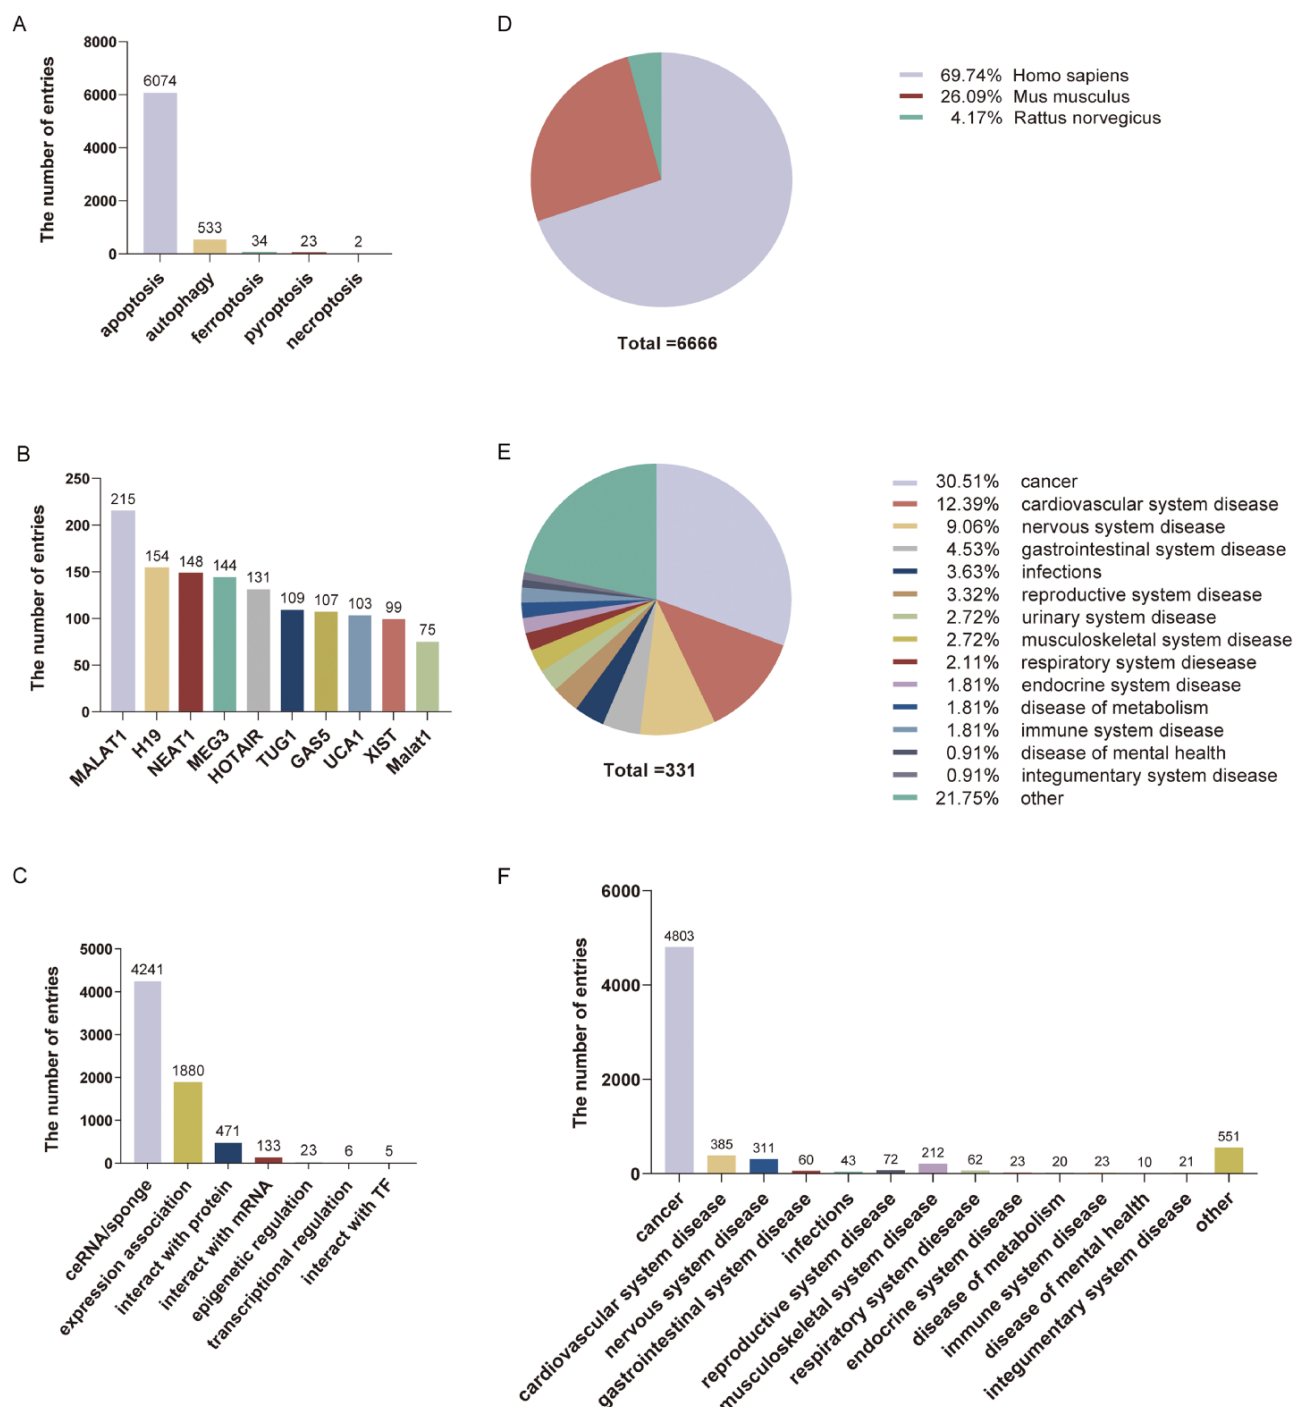 A
The number of entries
8000
6000
4000
2000
0
6074
533
34
23
2
apoptosis
autophagy
ferroptosis
pyroptosis
necroptosis
D
69.74% Homo sapiens
26.09% Mus musculus
4.17% Rattus norvegicus
Total =6666
B
The number of entries
250
200
150
100
50
0
215
154
148
144
131
109
107
103
99
75
MALAT1
H19
NEAT1
MEG3
HOTAIR
TUG1
GAS5
UCA1
XIST
Malat1
E
30.51% cancer
12.39% cardiovascular system disease
9.06% nervous system disease
4.53% gastrointestinal system disease
3.63% infections
3.32% reproductive system disease
2.72% urinary system disease
2.72% musculoskeletal system disease
2.11% respiratory system diesease
1.81% endocrine system disease
1.81% disease of metabolism
1.81% immune system disease
0.91% disease of mental health
0.91% integumentary system disease
21.75% other
Total =331
C
The number of entries
5000
4000
3000
2000
1000
0
4241
1880
471
133
23
6
5
ceRNA/sponge
expression association
interact with protein
interact with mRNA
epigenetic regulation
transcriptional regulation
interact with TF
F
The number of entries
6000
4000
2000
0
4803
385
311
60
43
72
212
62
23
20
23
10
21
551
cancer
cardiovascular system disease
nervous system disease
gastrointestinal system disease
infections
reproductive system disease
musculoskeletal system disease
respiratory system diesease
endocrine system disease
disease of metabolism
immune system disease
disease of mental health
integumentary system disease
other